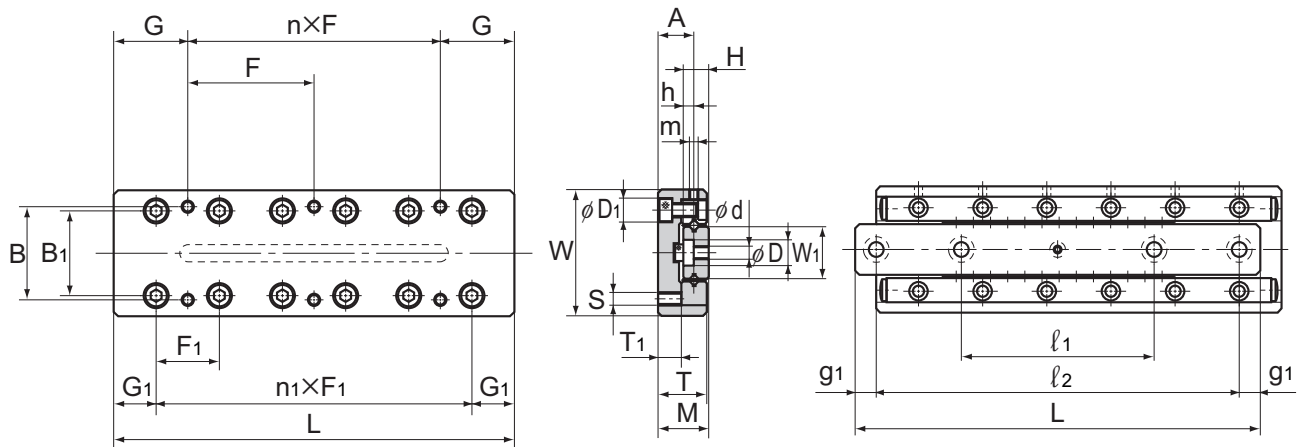 G n×F G
F
B B₁
F₁
G₁ n₁×F₁ G₁
L
A
H
h
m
φD₁ φd
W φD W₁
S
T₁
T
M
ℓ₁
g₁ ℓ₂ g₁
L